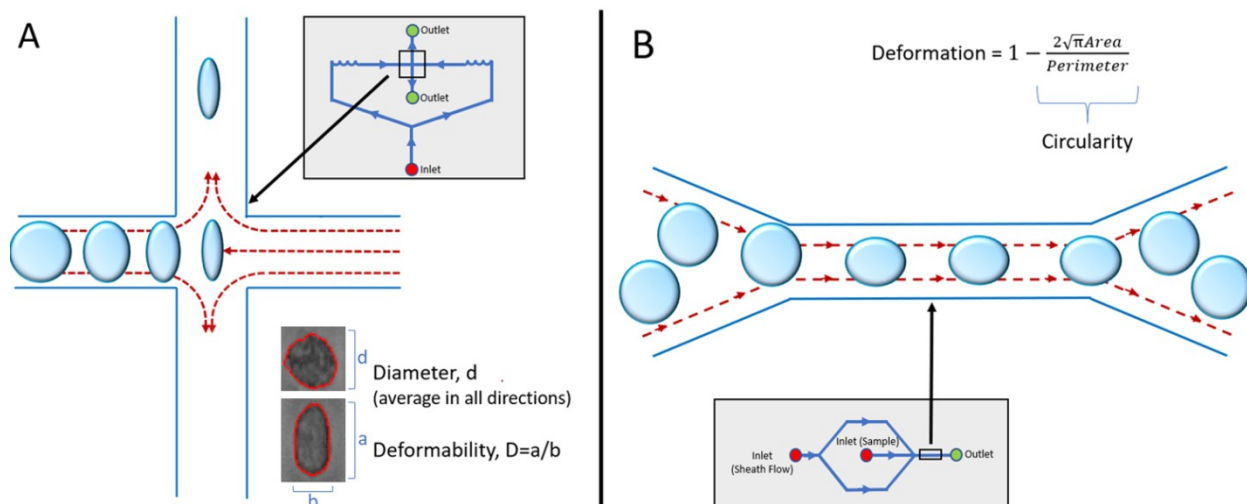 A
Outlet
Outlet
Inlet
d
Diameter, d
(average in all directions)
a
Deformability, D=a/b
b
B
Deformation = 1 − 2√πArea / Perimeter
Circularity
Inlet (Sample)
Inlet
(Sheath Flow)
Outlet